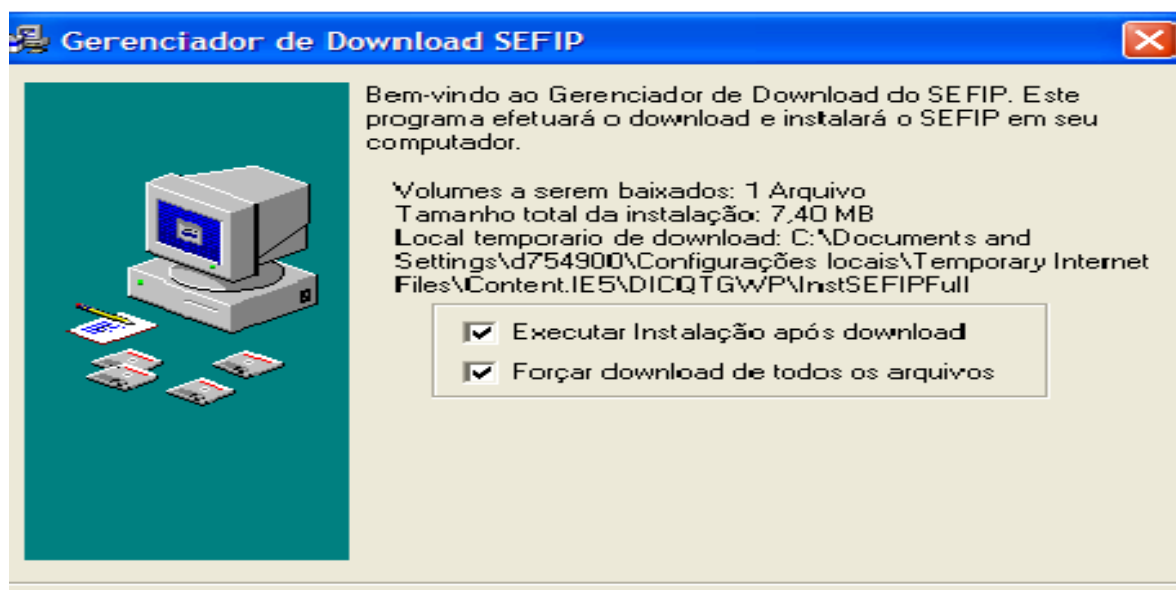 Gerenciador de Download SEFIP
Bem-vindo ao Gerenciador de Download do SEFIP. Este
programa efetuará o download e instalará o SEFIP em seu
computador.
Volumes a serem baixados: 1 Arquivo
Tamanho total da instalação: 7,40 MB
Local temporario de download: C:\Documents and
Settings\d754900\Configurações locais\Temporary Internet
Files\Content.IE5\DICQTGWP\InstSEFIPFull
Executar Instalação após download
Forçar download de todos os arquivos